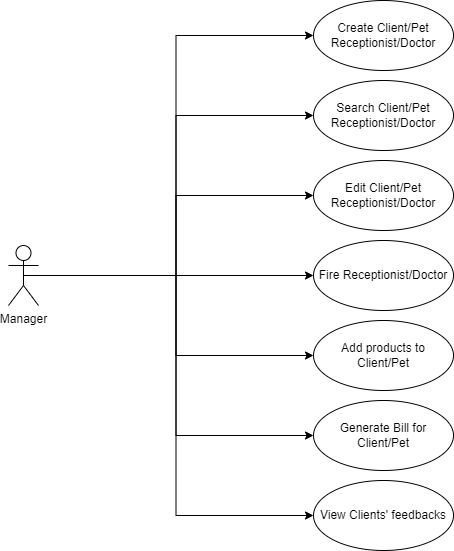 Create Client/Pet
Receptionist/Doctor
Search Client/Pet
Receptionist/Doctor
Edit Client/Pet
Receptionist/Doctor
Fire Receptionist/Doctor
Manager
Add products to
Client/Pet
Generate Bill for
Client/Pet
View Clients' feedbacks